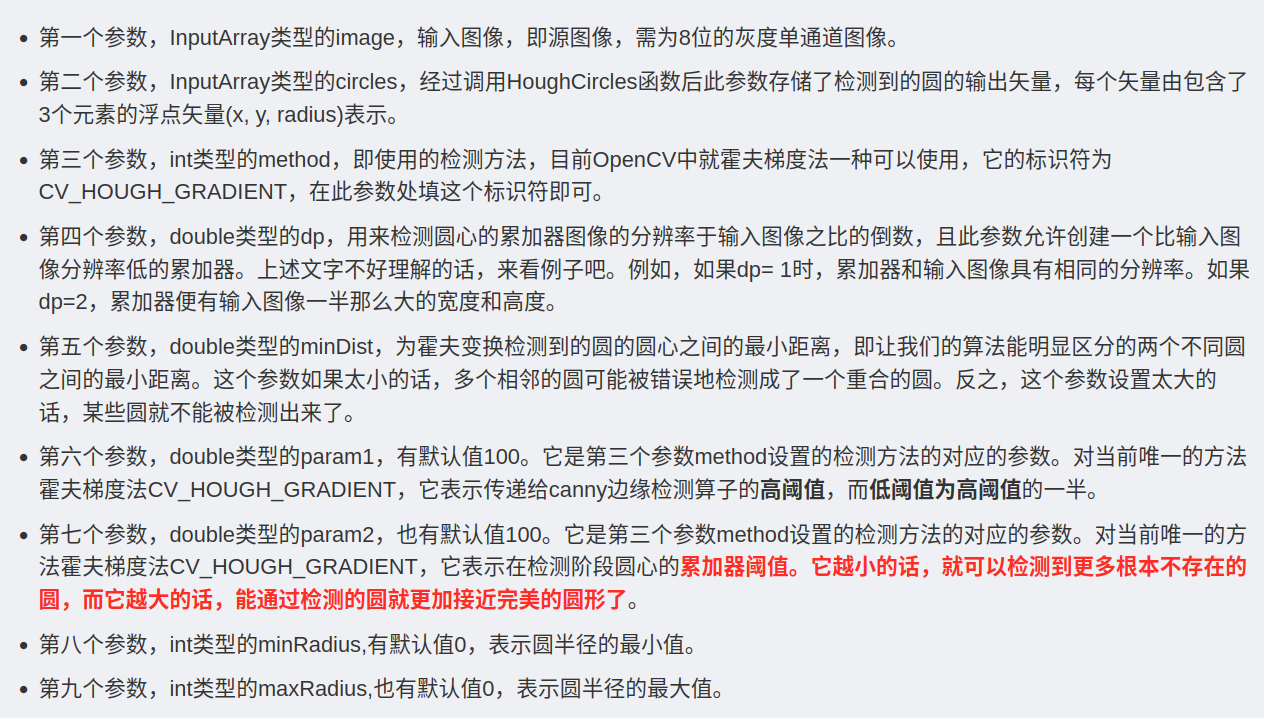 • 第一个参数，InputArray类型的image，输入图像，即源图像，需为8位的灰度单通道图像。
• 第二个参数，InputArray类型的circles，经过调用HoughCircles函数后此参数存储了检测到的圆的输出矢量，每个矢量由包含了
3个元素的浮点矢量(x, y, radius)表示。
• 第三个参数，int类型的method，即使用的检测方法，目前OpenCV中就霍夫梯度法一种可以使用，它的标识符为
CV_HOUGH_GRADIENT，在此参数处填这个标识符即可。
• 第四个参数，double类型的dp，用来检测圆心的累加器图像的分辨率于输入图像之比的倒数，且此参数允许创建一个比输入图
像分辨率低的累加器。上述文字不好理解的话，来看例子吧。例如，如果dp= 1时，累加器和输入图像具有相同的分辨率。如果
dp=2，累加器便有输入图像一半那么大的宽度和高度。
• 第五个参数，double类型的minDist，为霍夫变换检测到的圆的圆心之间的最小距离，即让我们的算法能明显区分的两个不同圆
之间的最小距离。这个参数如果太小的话，多个相邻的圆可能被错误地检测成了一个重合的圆。反之，这个参数设置太大的
话，某些圆就不能被检测出来了。
• 第六个参数，double类型的param1，有默认值100。它是第三个参数method设置的检测方法的对应的参数。对当前唯一的方法
霍夫梯度法CV_HOUGH_GRADIENT，它表示传递给canny边缘检测算子的高阈值，而低阈值为高阈值的一半。
• 第七个参数，double类型的param2，也有默认值100。它是第三个参数method设置的检测方法的对应的参数。对当前唯一的方
法霍夫梯度法CV_HOUGH_GRADIENT，它表示在检测阶段圆心的累加器阈值。它越小的话，就可以检测到更多根本不存在的
圆，而它越大的话，能通过检测的圆就更加接近完美的圆形了。
• 第八个参数，int类型的minRadius,有默认值0，表示圆半径的最小值。
• 第九个参数，int类型的maxRadius,也有默认值0，表示圆半径的最大值。